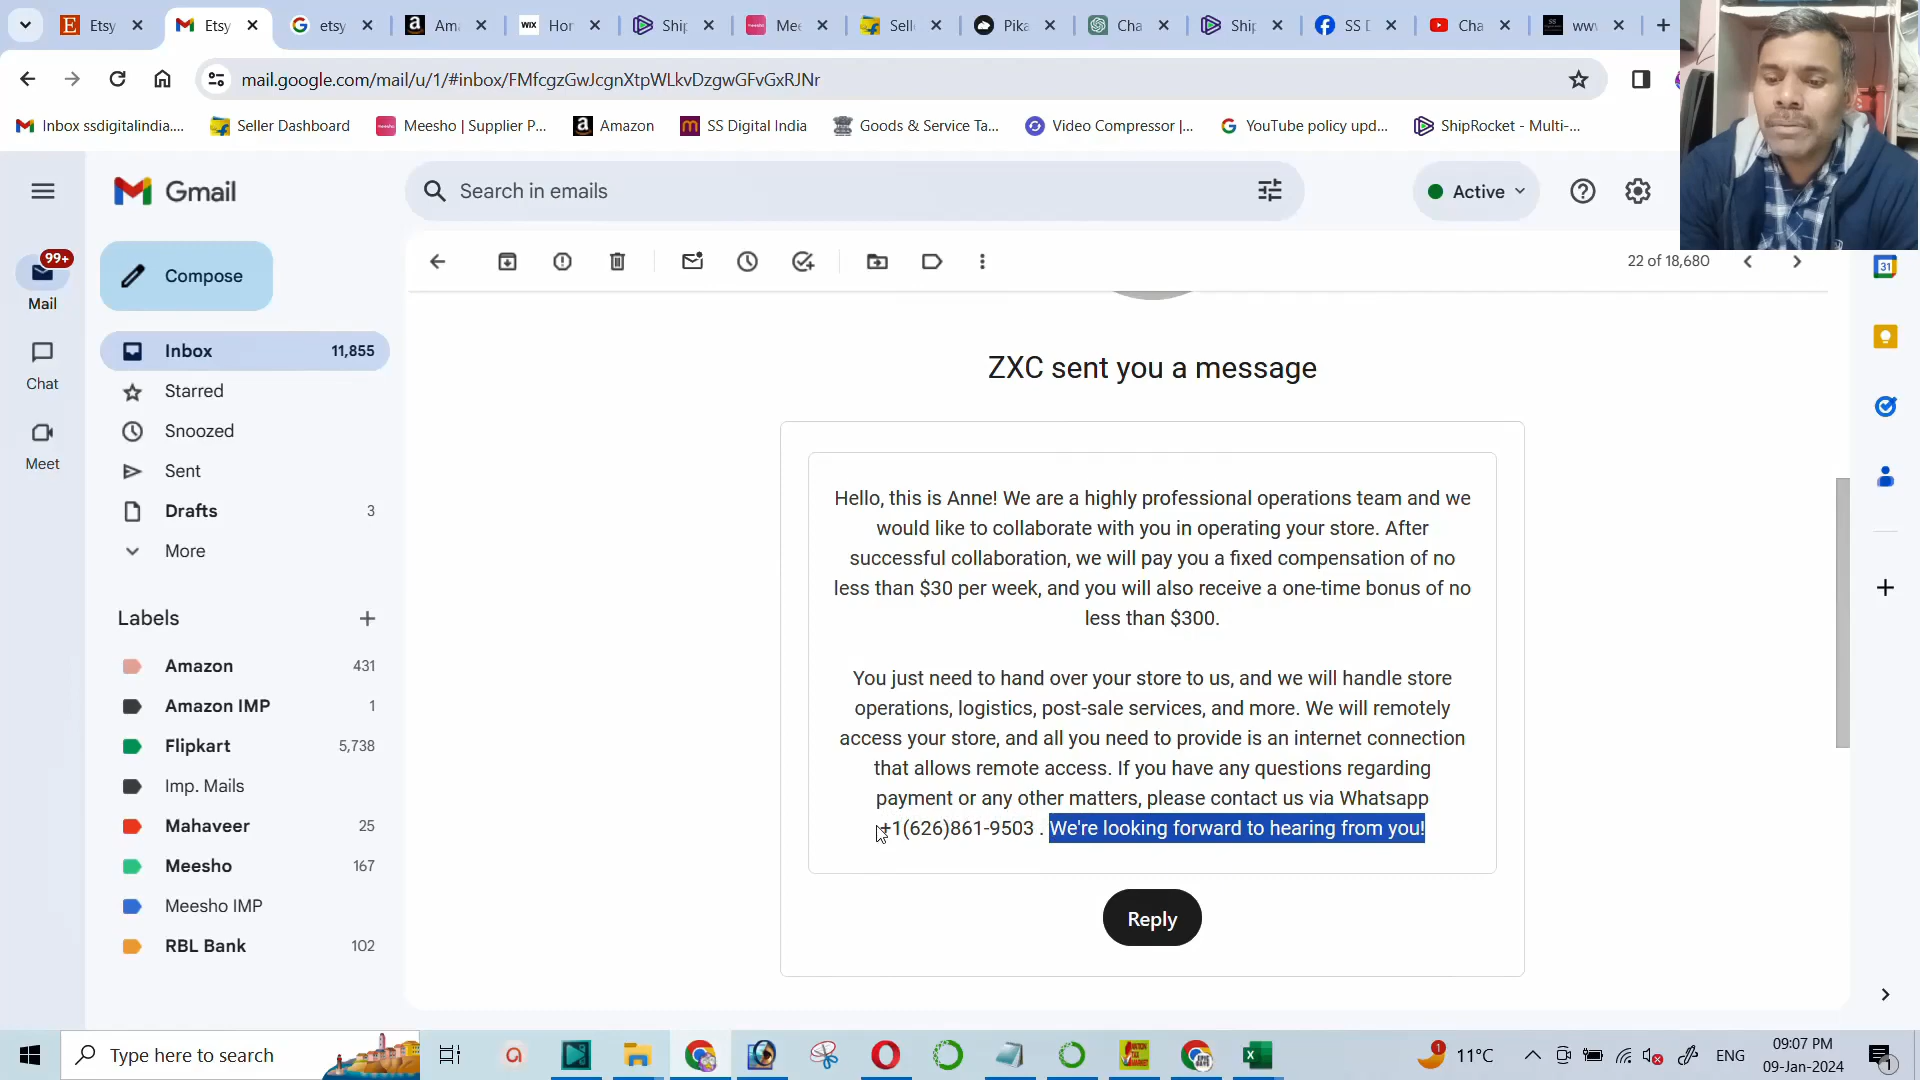 Etsy
Etsy
etsy
Am
WIX
Hor
Ship
Mee
Sell
Pika
Cha
Ship
SS D
Cha
ww
mail.google.com/mail/u/1/#inbox/FMfcgzGwJcgnXtpWLkvDzgwGFvGxRJNr
Inbox ssdigitalindia....
Seller Dashboard
Meesho | Supplier P...
Amazon
SS Digital India
Goods & Service Ta...
Video Compressor |...
YouTube policy upd...
ShipRocket - Multi-...
Gmail
Search in emails
Active
99+
Mail
Chat
Meet
Compose
Inbox 11,855
Starred
Snoozed
Sent
Drafts 3
More
Labels
Amazon 431
Amazon IMP 1
Flipkart 5,738
Imp. Mails
Mahaveer 25
Meesho 167
Meesho IMP
RBL Bank 102
22 of 18,680
31
ZXC sent you a message
Hello, this is Anne! We are a highly professional operations team and we
would like to collaborate with you in operating your store. After
successful collaboration, we will pay you a fixed compensation of no
less than $30 per week, and you will also receive a one-time bonus of no
less than $300.
You just need to hand over your store to us, and we will handle store
operations, logistics, post-sale services, and more. We will remotely
access your store, and all you need to provide is an internet connection
that allows remote access. If you have any questions regarding
payment or any other matters, please contact us via Whatsapp
+1(626)861-9503 . We're looking forward to hearing from you!
Reply
Type here to search
1
11°C
ENG
09:07 PM
09-Jan-2024
1